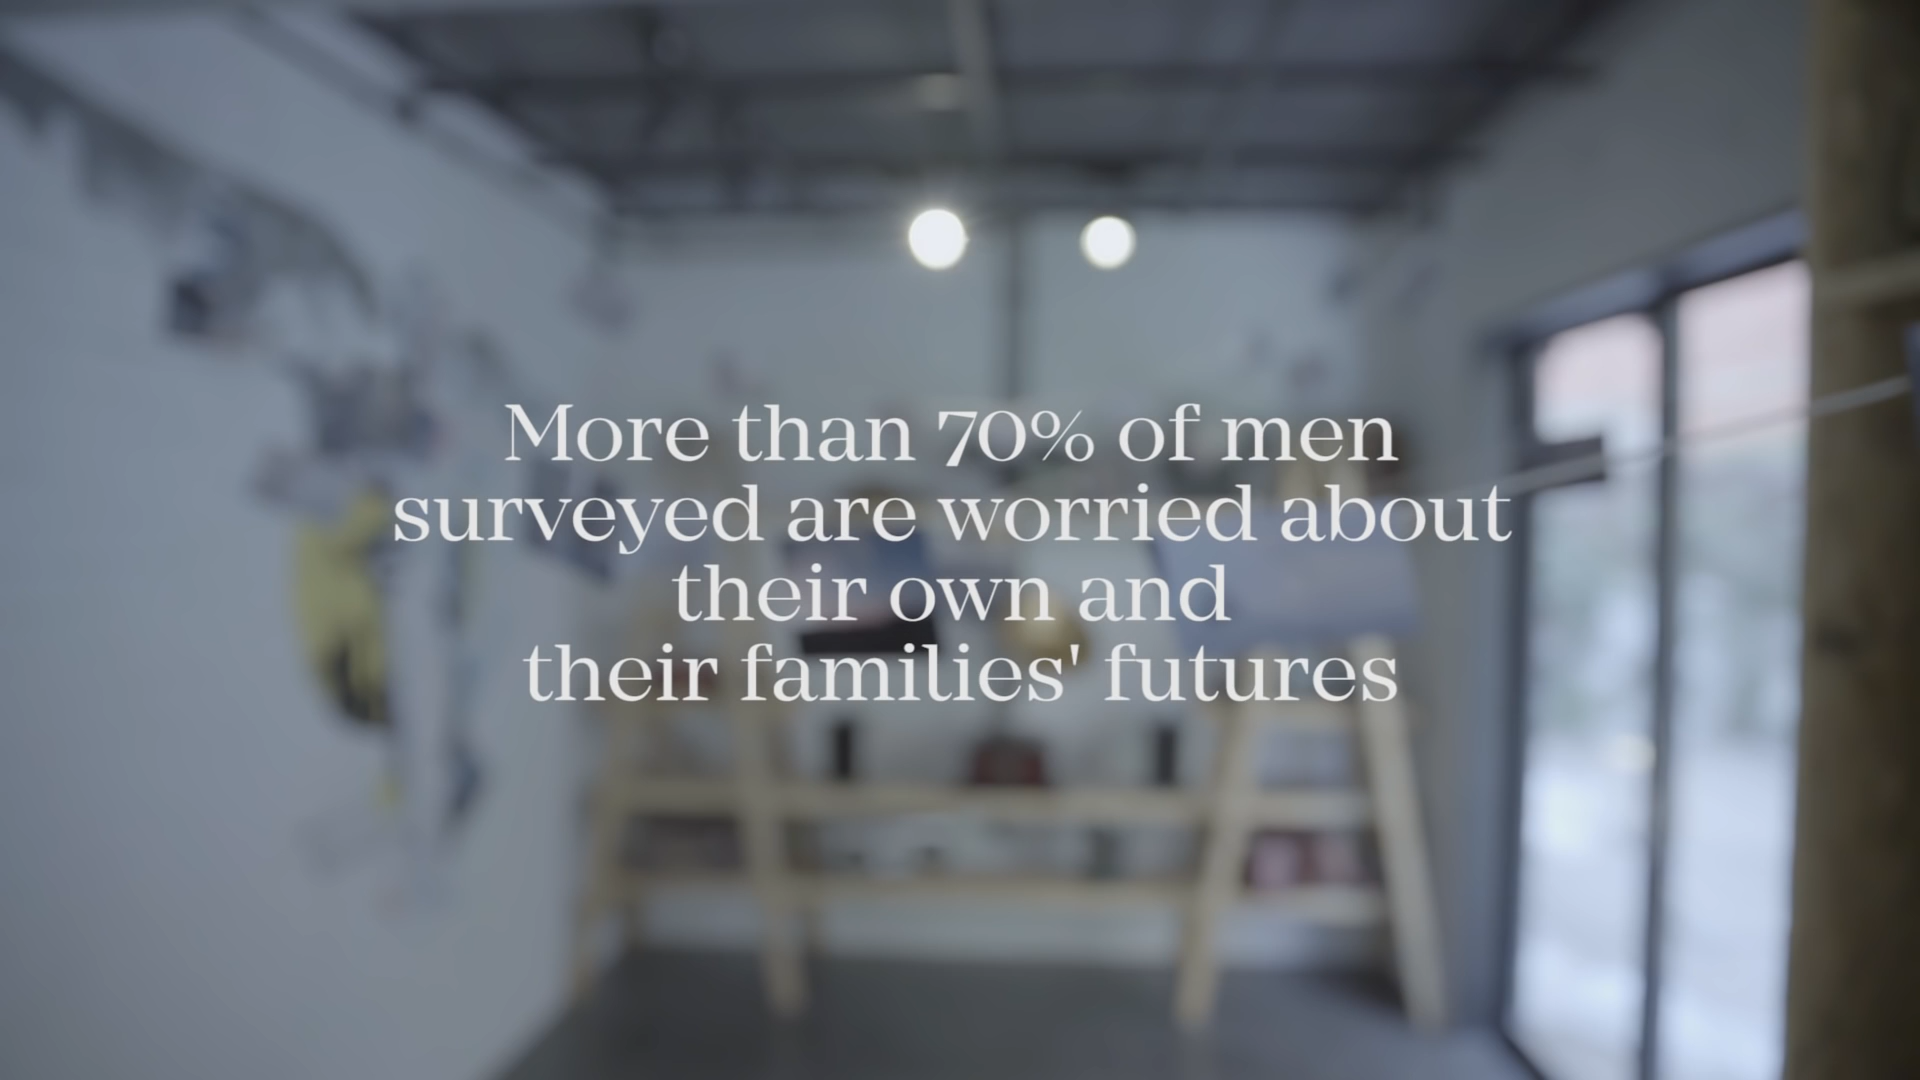 More than 70% of men
surveyed are worried about
their own and
their families' futures